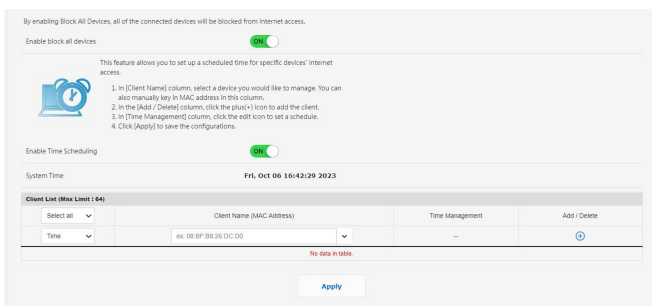 By enabling Block All Devices, all of the connected devices will be blocked from Internet access.
Enable block all devices
ON
This feature allows you to set up a scheduled time for specific devices' Internet
access.
1. In [Client Name] column, select a device you would like to manage. You can
also manually key in MAC address in this column.
2. In the [Add / Delete] column, click the plus(+) icon to add the client.
3. In [Time Management] column, click the edit icon to set a schedule.
4. Click [Apply] to save the configurations.
Enable Time Scheduling
ON
System Time
Fri, Oct 06 16:42:29 2023
Client List (Max Limit : 64)
Select all
Client Name (MAC Address)
Time Management
Add / Delete
Time
ex: 08:BF:B8:26:DC:D0
--
No data in table.
Apply